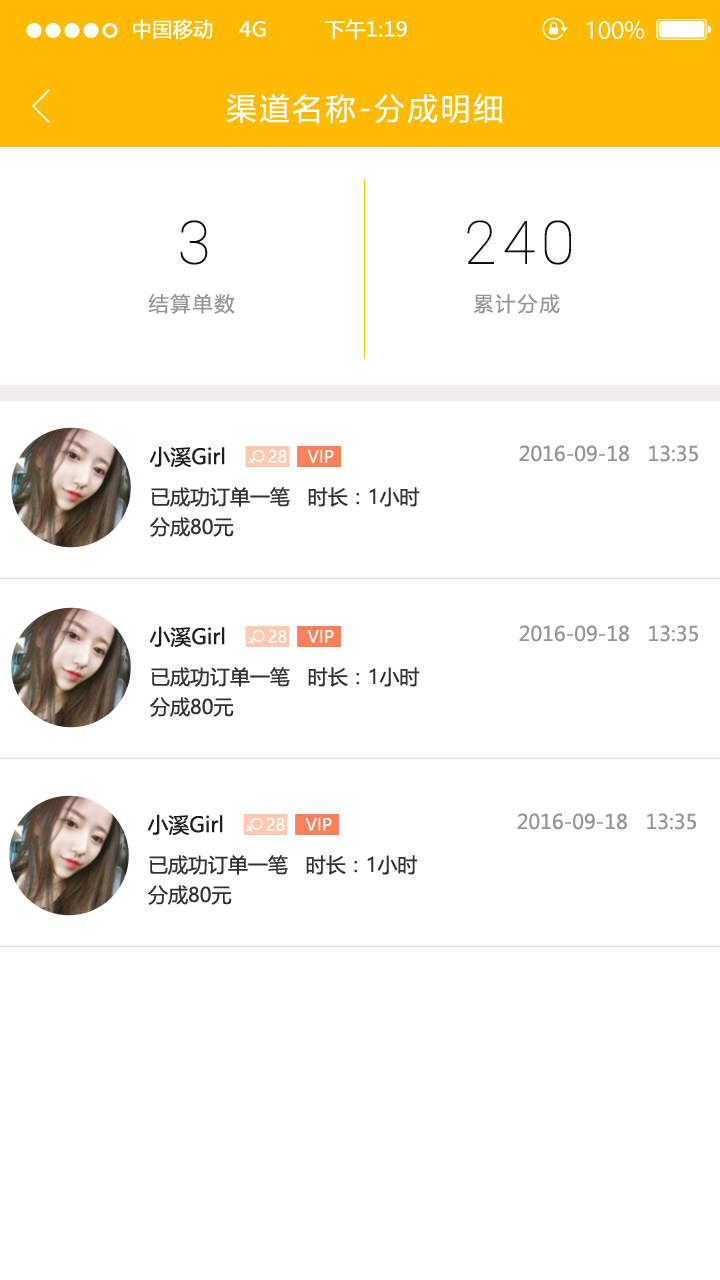 中国移动 4G 下午1:19 100%
渠道名称-分成明细
3 240
结算单数 累计分成
小溪Girl 28 VIP 2016-09-18 13:35
已成功订单一笔 时长：1小时
分成80元
小溪Girl 28 VIP 2016-09-18 13:35
已成功订单一笔 时长：1小时
分成80元
小溪Girl 28 VIP 2016-09-18 13:35
已成功订单一笔 时长：1小时
分成80元